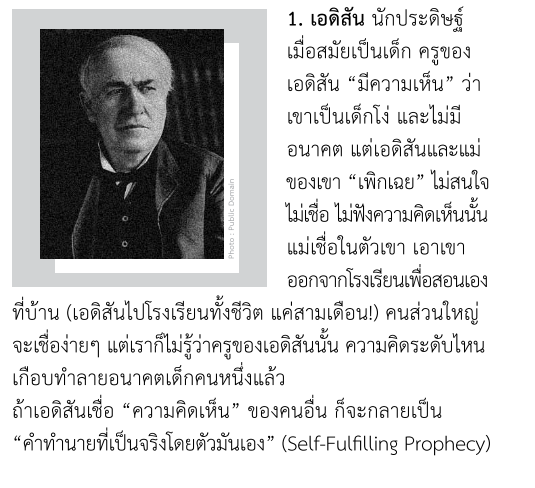 1. เอดิสัน นักประดิษฐ์
เมื่อสมัยเป็นเด็ก ครูของ
เอดิสัน “มีความเห็น” ว่า
เขาเป็นเด็กโง่ และไม่มี
อนาคต แต่เอดิสันและแม่
ของเขา “เพิกเฉย” ไม่สนใจ
ไม่เชื่อ ไม่ฟังความคิดเห็นนั้น
แม่เชื่อในตัวเขา เอาเขา
ออกจากโรงเรียนเพื่อสอนเอง
ที่บ้าน (เอดิสันไปโรงเรียนทั้งชีวิต แค่สามเดือน!) คนส่วนใหญ่
จะเชื่อง่ายๆ แต่เราก็ไม่รู้ว่าครูของเอดิสันนั้น ความคิดระดับไหน
เกือบทำลายอนาคตเด็กคนหนึ่งแล้ว
ถ้าเอดิสันเชื่อ “ความคิดเห็น” ของคนอื่น ก็จะกลายเป็น
“คำทำนายที่เป็นจริงโดยตัวมันเอง” (Self-Fulfilling Prophecy)
Photo : Public Domain